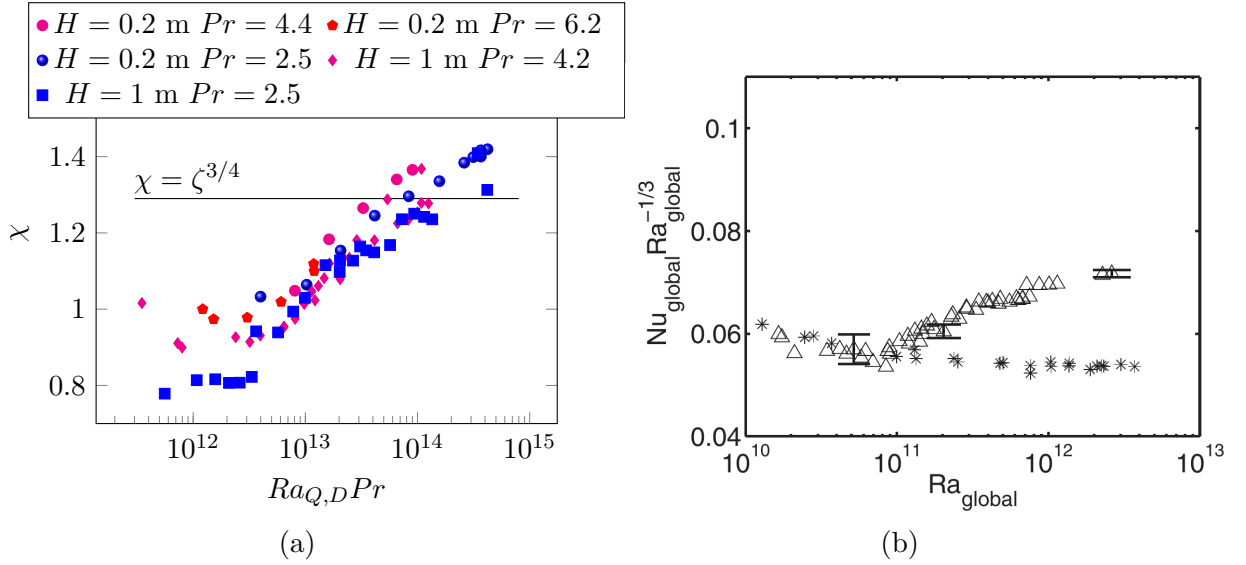 H = 0.2 m Pr = 4.4 H = 0.2 m Pr = 6.2
H = 0.2 m Pr = 2.5 H = 1 m Pr = 4.2
H = 1 m Pr = 2.5
χ = ζ^{3/4}
1.4
1.2
1
0.8
χ
10^{12} 10^{13} 10^{14} 10^{15}
Ra_{Q,D}Pr
(a)
0.1
0.08
0.06
0.04
Nu_{global}Ra_{global}^{-1/3}
10^{10} 10^{11} 10^{12} 10^{13}
Ra_{global}
(b)